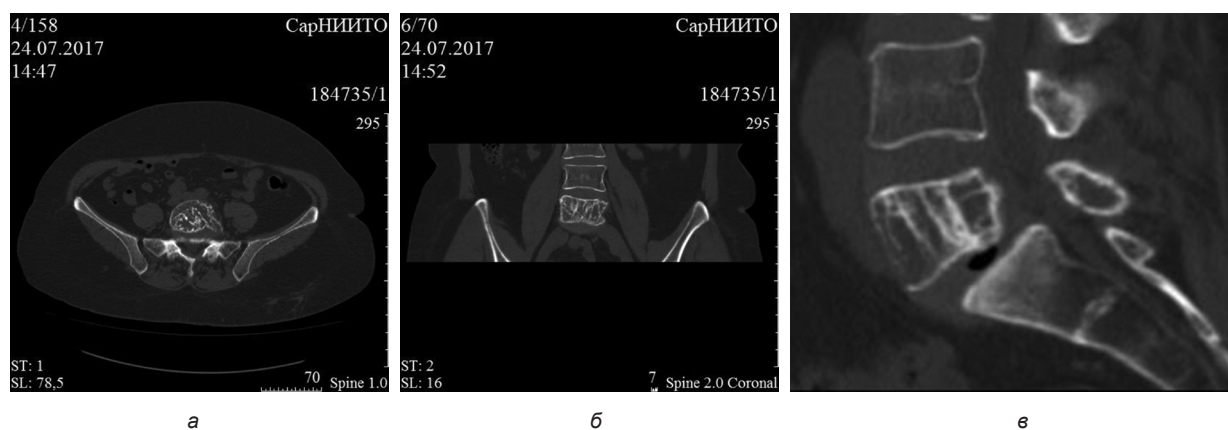 4/158
СарНИИТО
24.07.2017
14:47
184735/1
295
ST: 1
SL: 78,5
70
Spine 1.0
6/70
СарНИИТО
24.07.2017
14:52
184735/1
295
ST: 2
SL: 16
7
Spine 2.0 Coronal
а
б
в